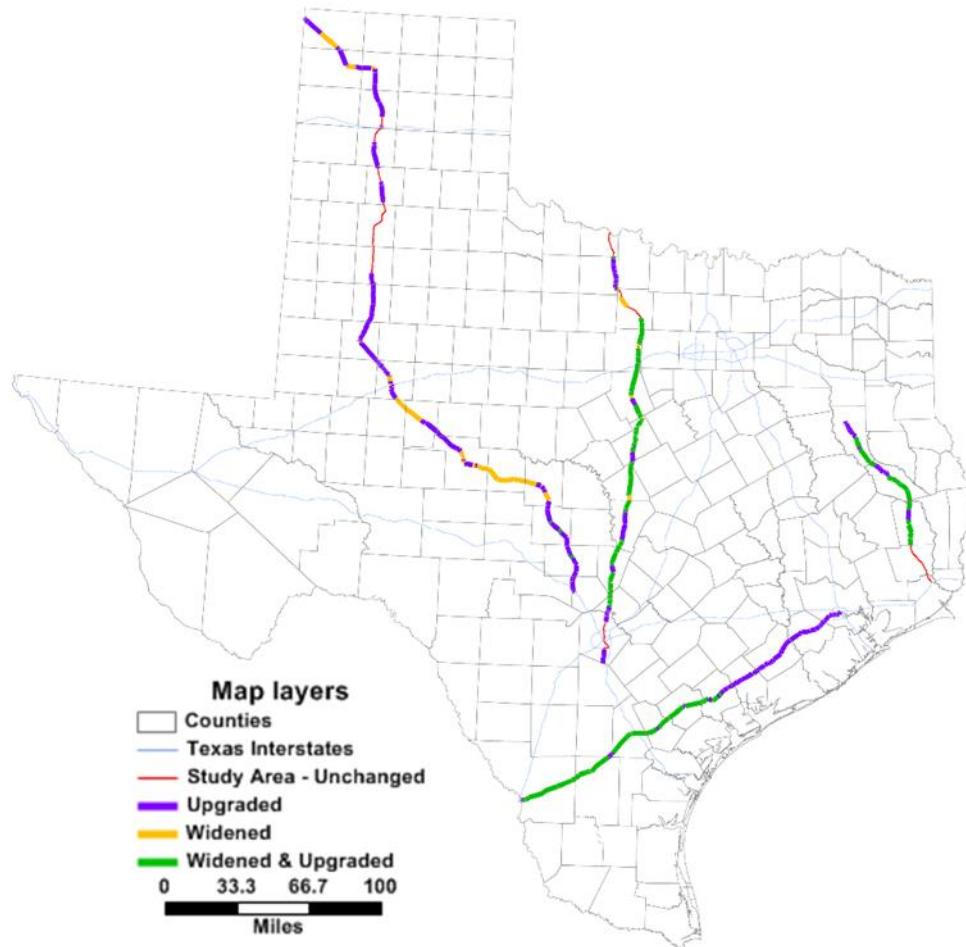 Map layers
Counties
Texas Interstates
Study Area - Unchanged
Upgraded
Widened
Widened & Upgraded
0 33.3 66.7 100
Miles